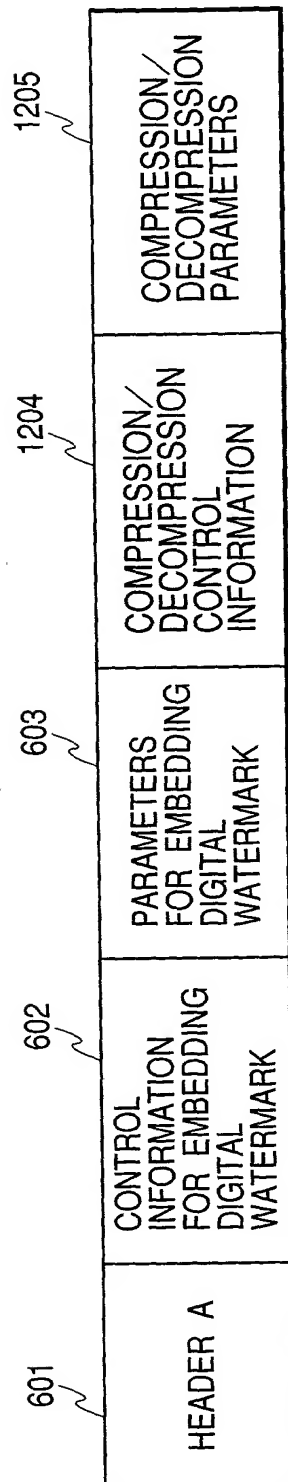 601
HEADER A
602
CONTROL
INFORMATION
FOR EMBEDDING
DIGITAL
WATERMARK
603
PARAMETERS
FOR EMBEDDING
DIGITAL
WATERMARK
1204
COMPRESSION/
DECOMPRESSION
CONTROL
INFORMATION
1205
COMPRESSION/
DECOMPRESSION
PARAMETERS